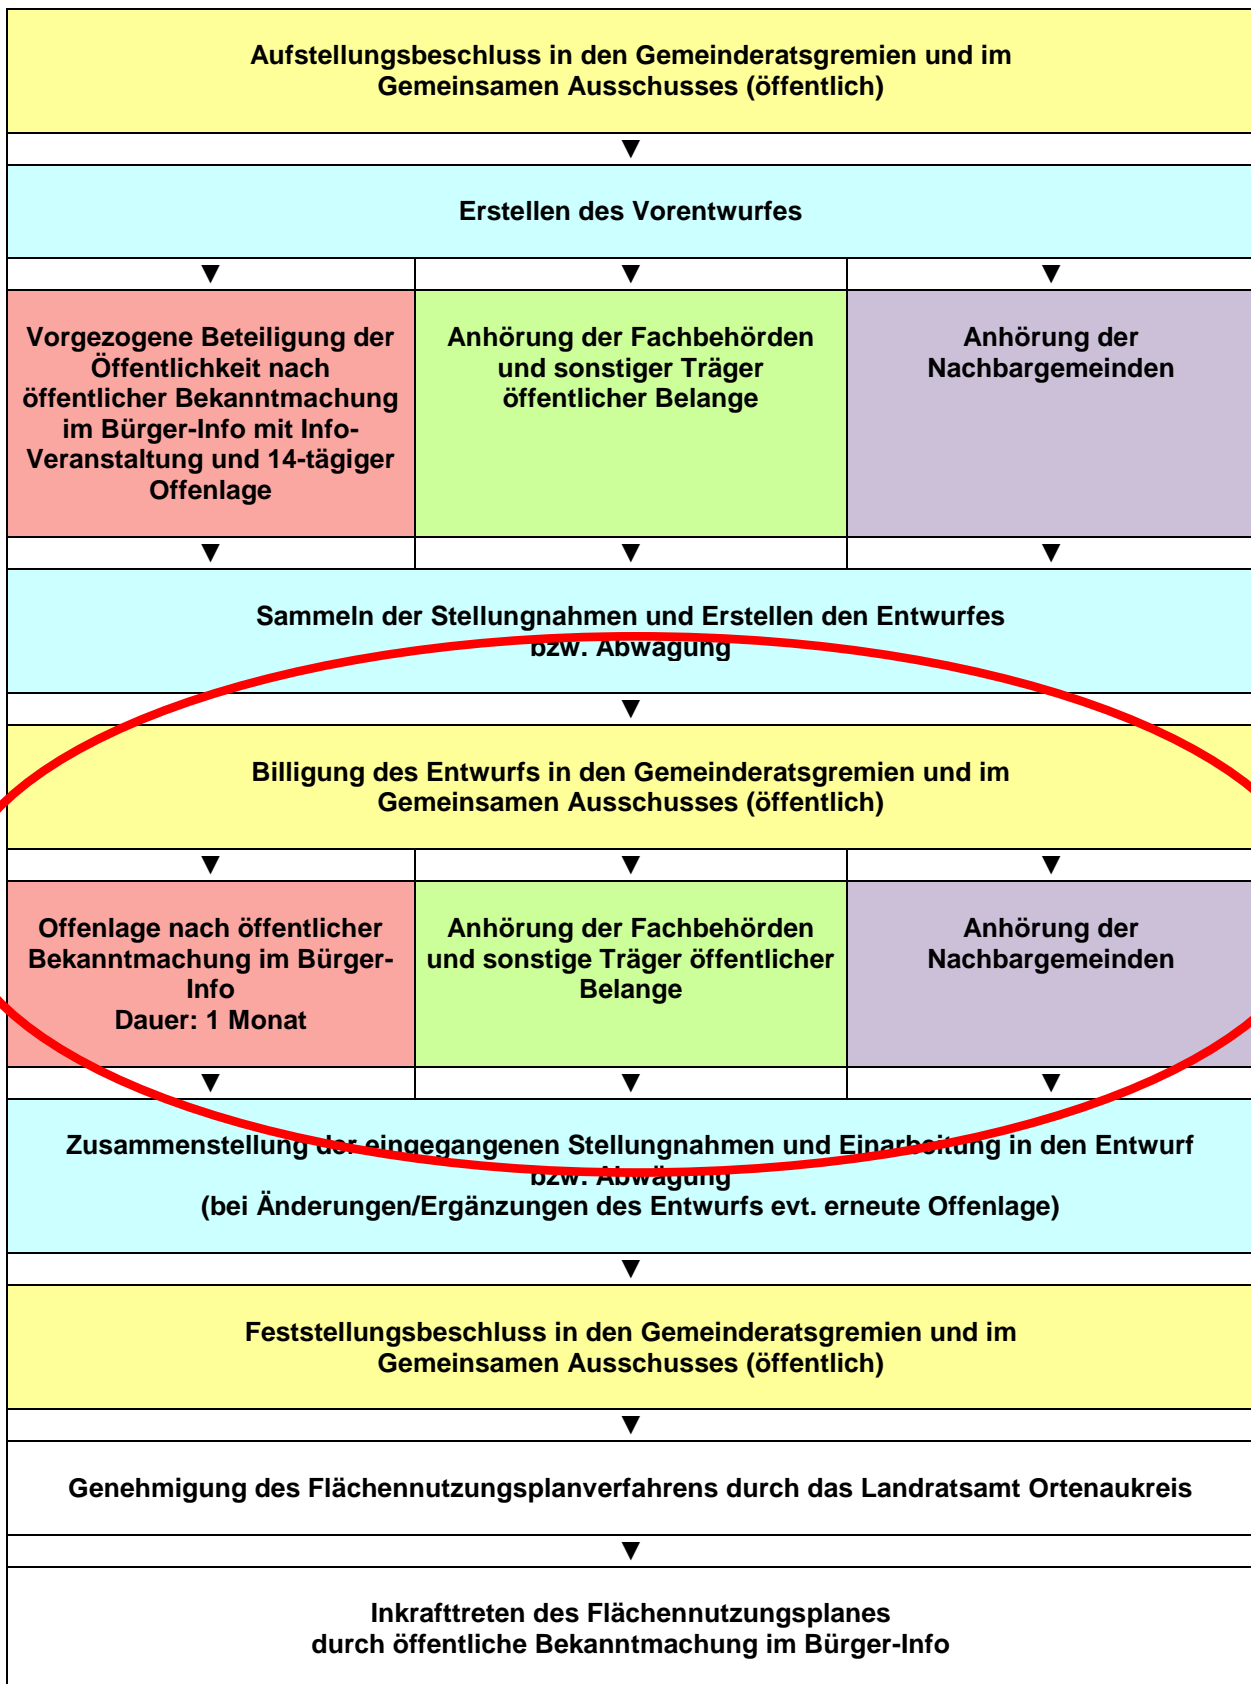 Aufstellungsbeschluss in den Gemeinderatsgremien und im
Gemeinsamen Ausschusses (öffentlich)
▼
Erstellen des Vorentwurfes
▼ ▼ ▼
Vorgezogene Beteiligung der
Öffentlichkeit nach
öffentlicher Bekanntmachung
im Bürger-Info mit Info-
Veranstaltung und 14-tägiger
Offenlage
Anhörung der Fachbehörden
und sonstiger Träger
öffentlicher Belange
Anhörung der
Nachbargemeinden
▼ ▼ ▼
Sammeln der Stellungnahmen und Erstellen den Entwurfes
bzw. Abwägung
▼
Billigung des Entwurfs in den Gemeinderatsgremien und im
Gemeinsamen Ausschusses (öffentlich)
▼ ▼ ▼
Offenlage nach öffentlicher
Bekanntmachung im Bürger-
Info
Dauer: 1 Monat
Anhörung der Fachbehörden
und sonstige Träger öffentlicher
Belange
Anhörung der
Nachbargemeinden
▼ ▼ ▼
Zusammenstellung der eingegangenen Stellungnahmen und Einarbeitung in den Entwurf
bzw. Abwägung
(bei Änderungen/Ergänzungen des Entwurfs evt. erneute Offenlage)
▼
Feststellungsbeschluss in den Gemeinderatsgremien und im
Gemeinsamen Ausschusses (öffentlich)
▼
Genehmigung des Flächennutzungsplanverfahrens durch das Landratsamt Ortenaukreis
▼
Inkrafttreten des Flächennutzungsplanes
durch öffentliche Bekanntmachung im Bürger-Info